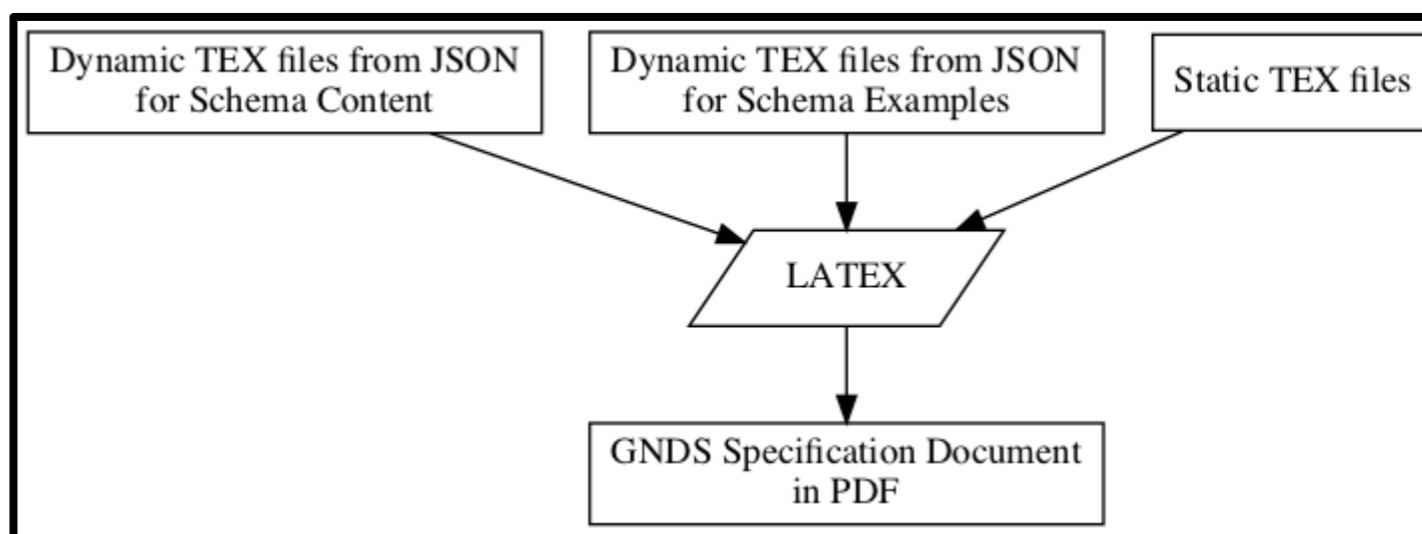 Dynamic TEX files from JSON
for Schema Content
Dynamic TEX files from JSON
for Schema Examples
Static TEX files
LATEX
GNDS Specification Document
in PDF